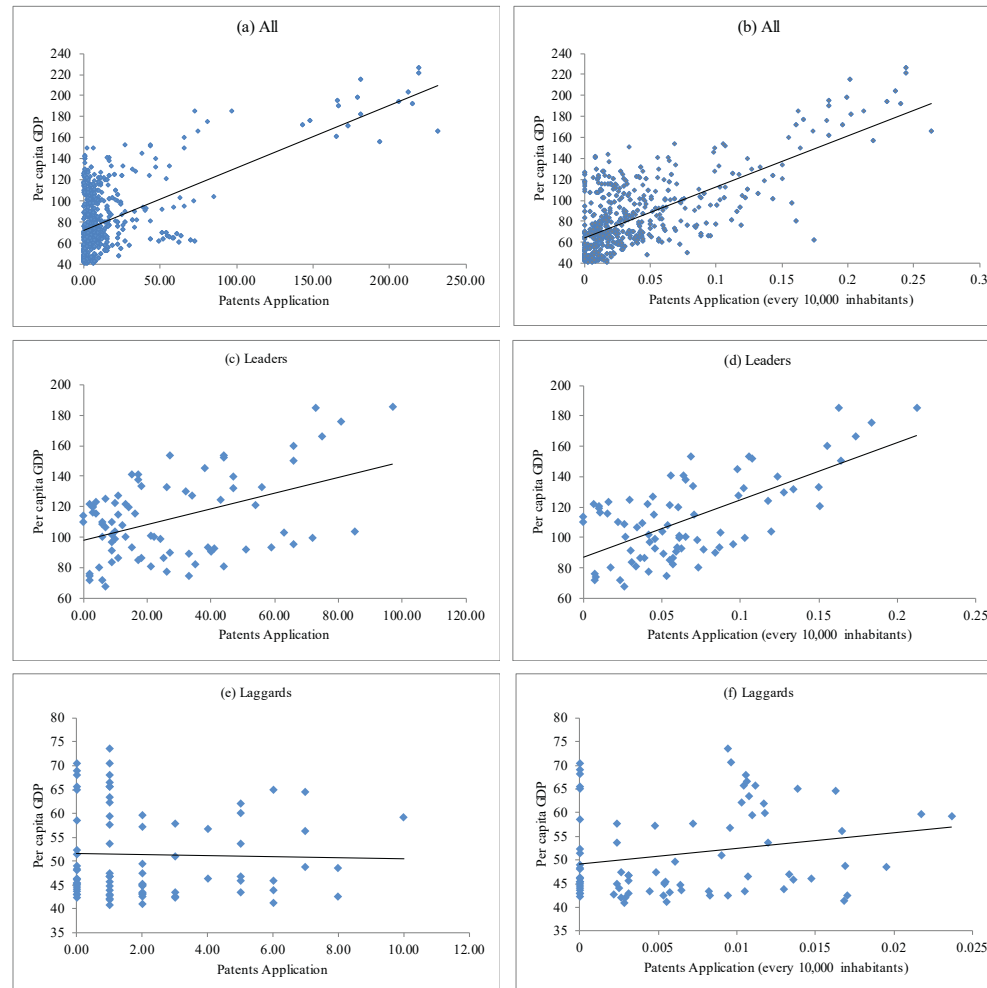 (a) All
240
220
200
180
160
140
120
100
80
60
40
Per capita GDP
0.00 50.00 100.00 150.00 200.00 250.00
Patents Application
(b) All
240
220
200
180
160
140
120
100
80
60
40
Per capita GDP
0 0.05 0.1 0.15 0.2 0.25 0.3
Patents Application (every 10,000 inhabitants)
(c) Leaders
200
180
160
140
120
100
80
60
Per capita GDP
0.00 20.00 40.00 60.00 80.00 100.00 120.00
Patents Application
(d) Leaders
200
180
160
140
120
100
80
60
Per capita GDP
0 0.05 0.1 0.15 0.2 0.25
Patents Application (every 10,000 inhabitants)
(e) Laggards
80
75
70
65
60
55
50
45
40
35
Per capita GDP
0.00 2.00 4.00 6.00 8.00 10.00 12.00
Patents Application
(f) Laggards
80
75
70
65
60
55
50
45
40
35
Per capita GDP
0 0.005 0.01 0.015 0.02 0.025
Patents Application (every 10,000 inhabitants)